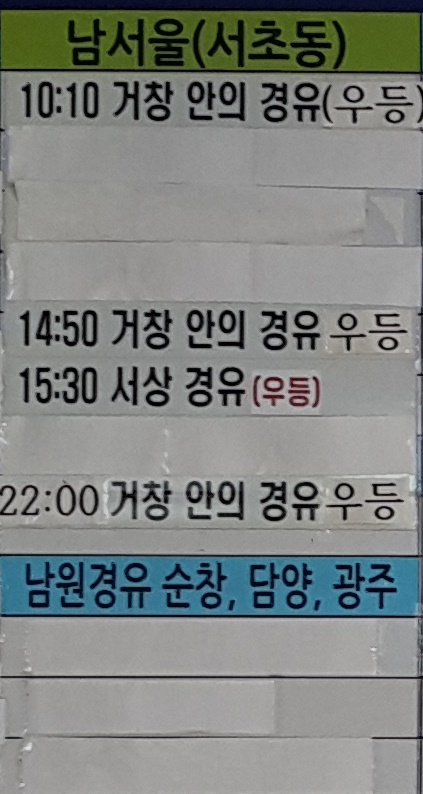 남서울(서초동)
10:10 거창 안의 경유(우등)
14:50 거창 안의 경유 우등
15:30 서상 경유(우등)
22:00 거창 안의 경유 우등
남원경유 순창, 담양, 광주